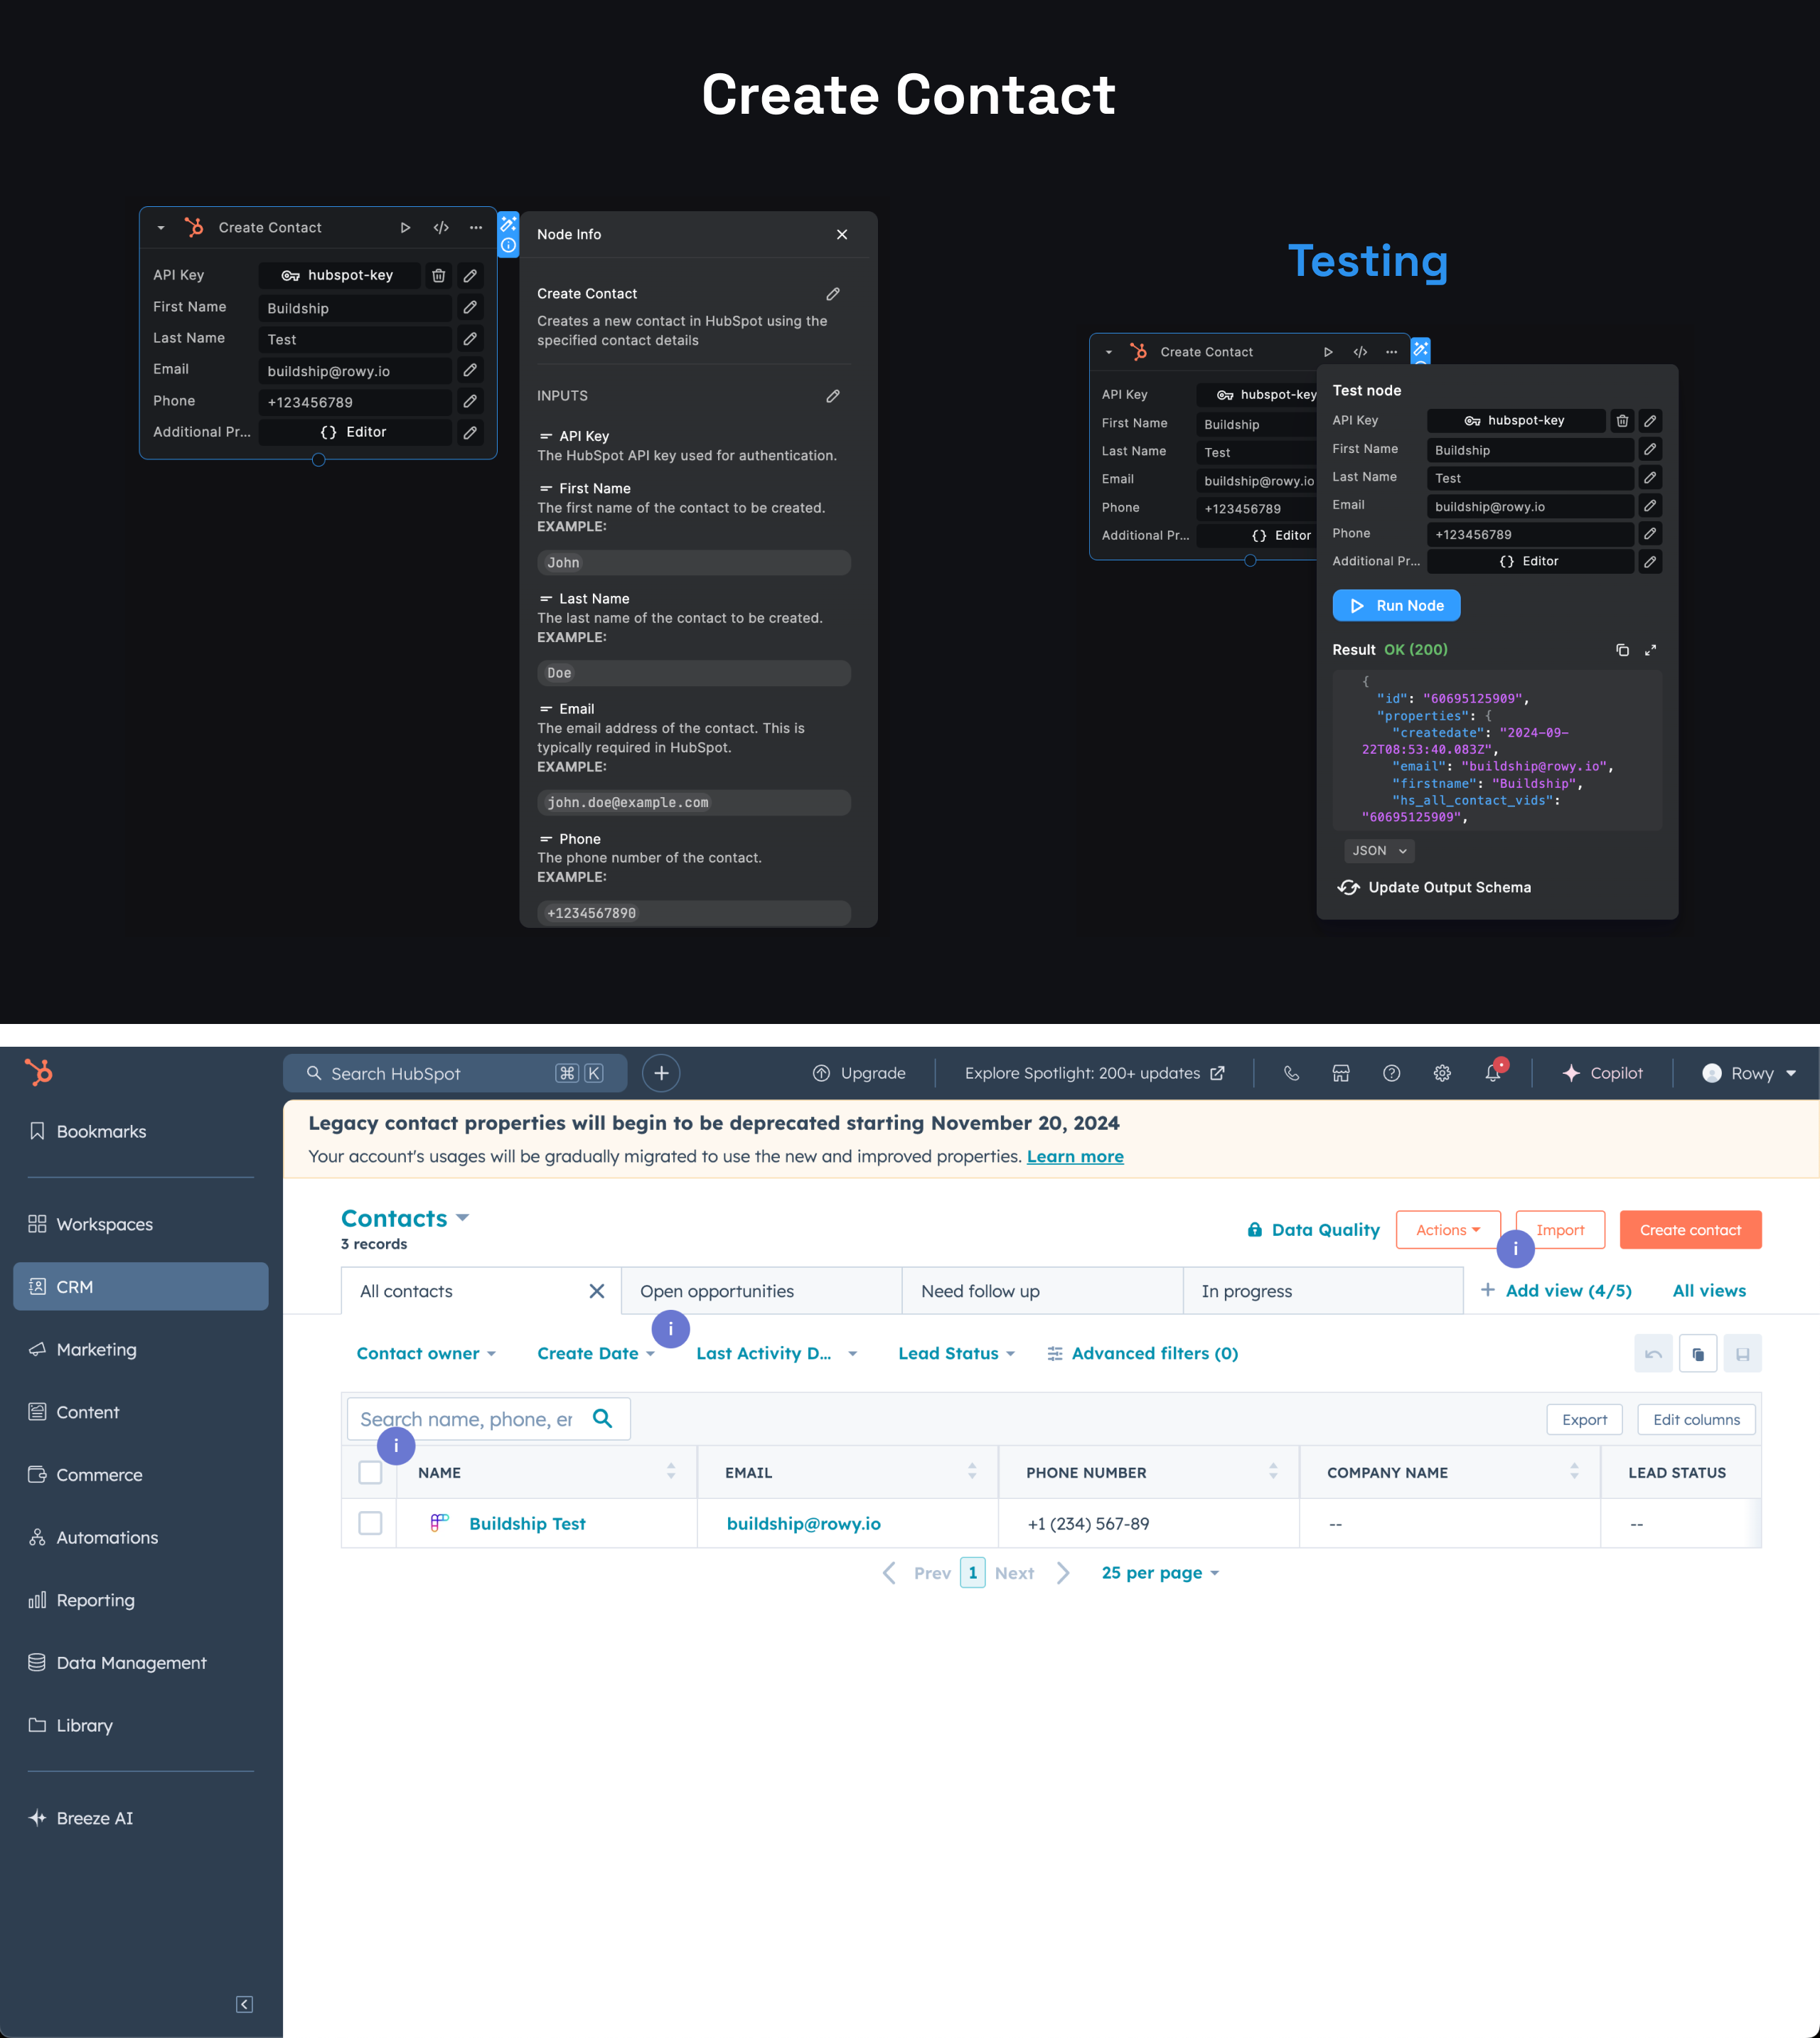 Create Contact
Create Contact
API Key
hubspot-key
First Name
Buildship
Last Name
Test
Email
buildship@rowy.io
Phone
+123456789
Additional Pr...
{} Editor
Node Info
Create Contact
Creates a new contact in HubSpot using the
specified contact details
INPUTS
API Key
The HubSpot API key used for authentication.
First Name
The first name of the contact to be created.
EXAMPLE:
John
Last Name
The last name of the contact to be created.
EXAMPLE:
Doe
Email
The email address of the contact. This is
typically required in HubSpot.
EXAMPLE:
john.doe@example.com
Phone
The phone number of the contact.
EXAMPLE:
+1234567890
Testing
Create Contact
API Key
hubspot-key
First Name
Buildship
Last Name
Test
Email
buildship@rowy.io
Phone
+123456789
Additional Pr...
{} Editor
Test node
API Key
hubspot-key
First Name
Buildship
Last Name
Test
Email
buildship@rowy.io
Phone
+123456789
Additional Pr...
{} Editor
Run Node
Result OK (200)
{
"id": "60695125909",
"properties": {
"createdate": "2024-09-
22T08:53:40.083Z",
"email": "buildship@rowy.io",
"firstname": "Buildship",
"hs_all_contact_vids":
"60695125909",
JSON
Update Output Schema
Search HubSpot
⌘ K
Upgrade
Explore Spotlight: 200+ updates
Copilot
Rowy
Bookmarks
Workspaces
CRM
Marketing
Content
Commerce
Automations
Reporting
Data Management
Library
Breeze AI
Legacy contact properties will begin to be deprecated starting November 20, 2024
Your account's usages will be gradually migrated to use the new and improved properties. Learn more
Contacts
3 records
Data Quality
Actions
Import
Create contact
i
All contacts
Open opportunities
Need follow up
In progress
+ Add view (4/5)
All views
i
Contact owner
Create Date
Last Activity D...
Lead Status
Advanced filters (0)
Search name, phone, er
Export
Edit columns
i
NAME
EMAIL
PHONE NUMBER
COMPANY NAME
LEAD STATUS
Buildship Test
buildship@rowy.io
+1 (234) 567-89
--
--
Prev 1 Next
25 per page